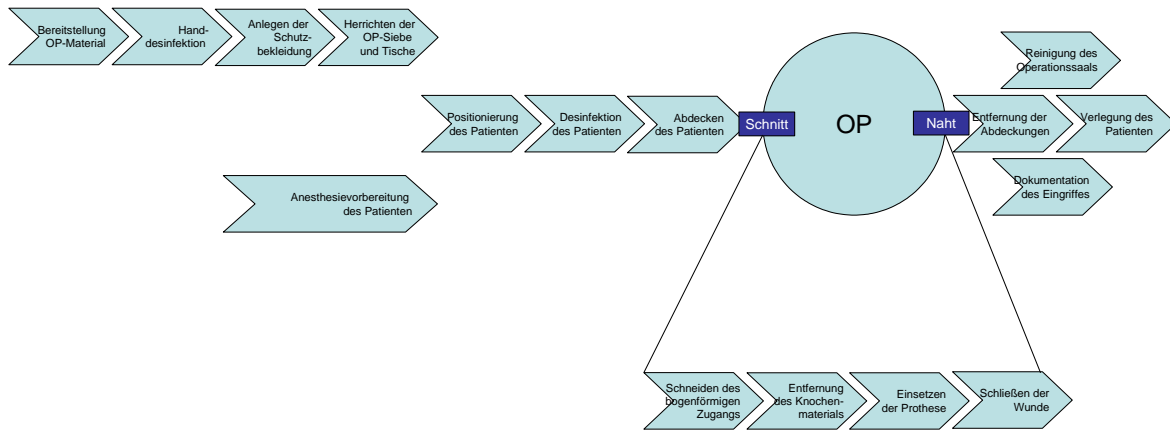 Bereitstellung
OP-Material
Hand-
desinfektion
Anlegen der
Schutz-
bekleidung
Herrichten der
OP-Siebe
und Tische
Positionierung
des Patienten
Desinfektion
des Patienten
Abdecken
des Patienten
Anesthesievorbereitung
des Patienten
Schnitt
OP
Naht
Reinigung des
Operationssaals
Entfernung der
Abdeckungen
Verlegung des
Patienten
Dokumentation
des Eingriffes
Schneiden des
bogenförmigen
Zugangs
Entfernung
des Knochen-
materials
Einsetzen
der Prothese
Schließen der
Wunde